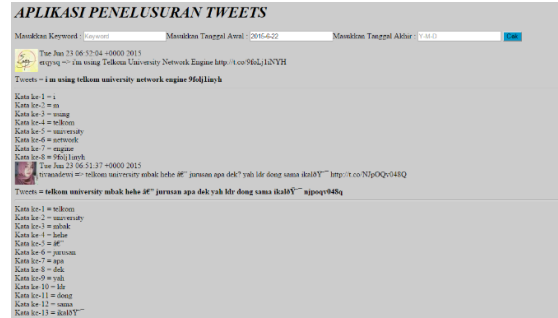 APLIKASI PENELUSURAN TWEETS
Masukkan Keyword : Keyword Masukkan Tanggal Awal : 2015-6-22 Masukkan Tanggal Akhir : Y-M-D Cek
Tue Jun 23 06:52:04 +0000 2015
erqysq => i'm using Telkom University Network Engine http://t.co/9foLj1iNYH
Tweets = i m using telkom university network engine 9folj1inyh
Kata ke-1 = i
Kata ke-2 = m
Kata ke-3 = using
Kata ke-4 = telkom
Kata ke-5 = university
Kata ke-6 = network
Kata ke-7 = engine
Kata ke-8 = 9folj1inyh
Tue Jun 23 06:51:37 +0000 2015
tivanadewi => telkom university mbak hehe â€” jurusan apa dek? yah ldr dong sama ikalðŸ˜ http://t.co/NJpOQv048Q
Tweets = telkom university mbak hehe â€” jurusan apa dek yah ldr dong sama ikalðŸ˜ njpoqv048q
Kata ke-1 = telkom
Kata ke-2 = university
Kata ke-3 = mbak
Kata ke-4 = hehe
Kata ke-5 = â€”
Kata ke-6 = jurusan
Kata ke-7 = apa
Kata ke-8 = dek
Kata ke-9 = yah
Kata ke-10 = ldr
Kata ke-11 = dong
Kata ke-12 = sama
Kata ke-13 = ikalðŸ˜